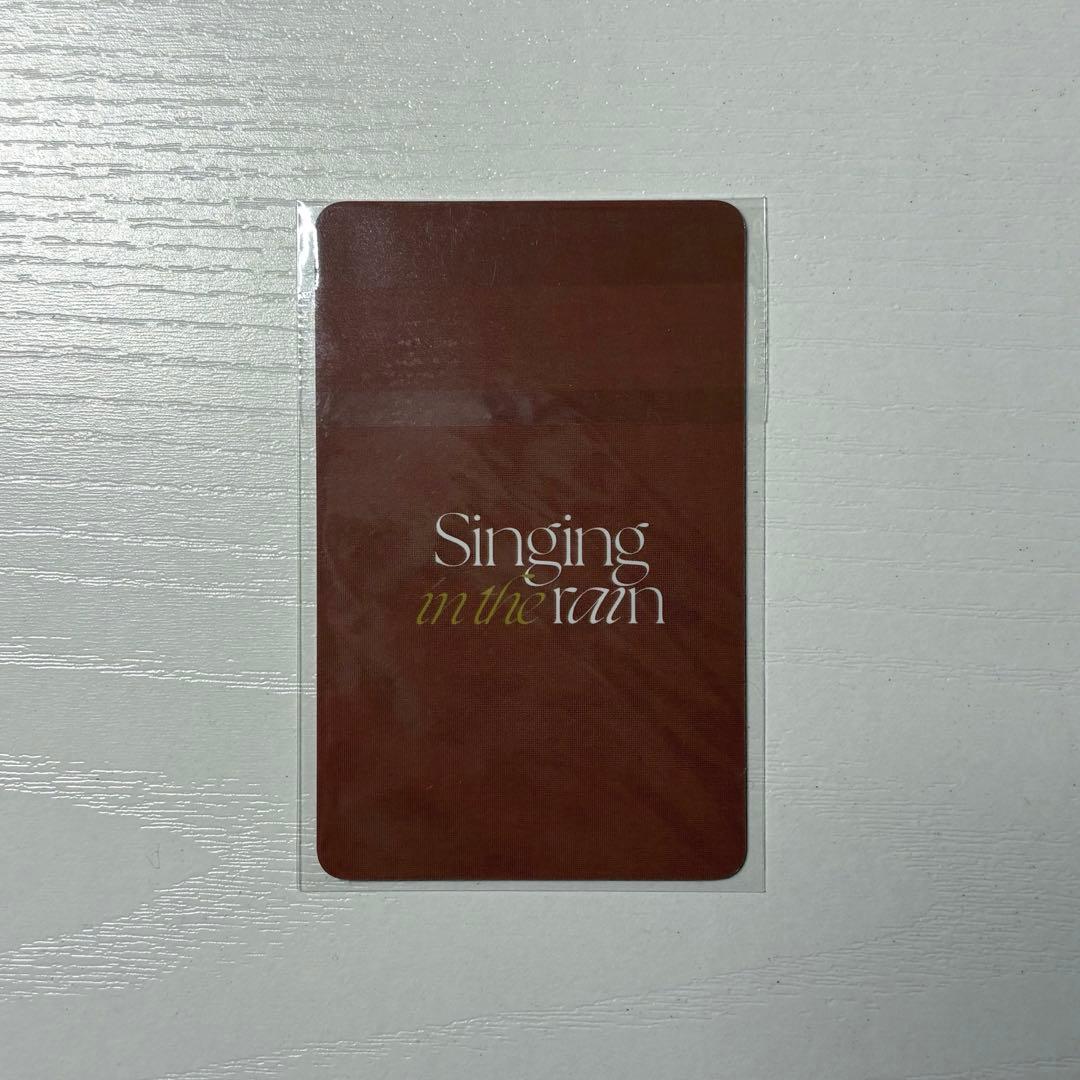 Singing
in the rain